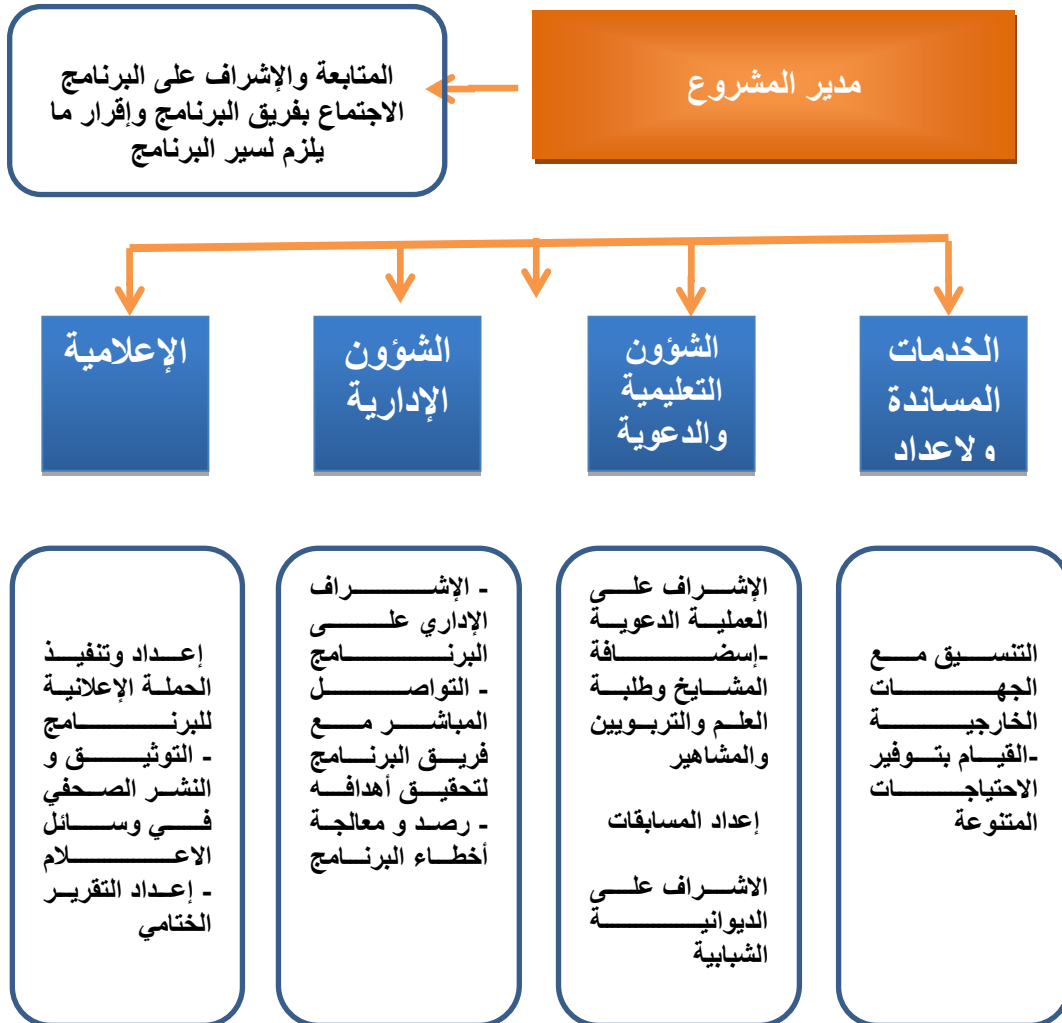 مدير المشروع
المتابعة والإشراف على البرنامج
الاجتماع بفريق البرنامج وإقرار ما
يلزم لسير البرنامج
الخدمات
المساندة
و لاعداد
الشؤون
التعليمية
والدعوية
الشؤون
الإدارية
الإعلامية
التنسيق مع
الجهات
الخارجية
-القيام بتوفير
الاحتياجات
المتنوعة
الإشراف على
العملية الدعوية
-إسضافة
المشايخ وطلبة
العلم والتربويين
والمشاهير
إعداد المسابقات
الاشراف على
الديوانية
الشبابية
- الإشراف
الإداري على
البرنامج
- التواصل
المباشر مع
فريق البرنامج
لتحقيق أهدافه
- رصد و معالجة
أخطاء البرنامج
إعداد وتنفيذ
الحملة الإعلانية
للبرنامج
- التوثيق و
النشر الصحفي
في وسائل
الاعلام
- إعداد التقرير
الختامي